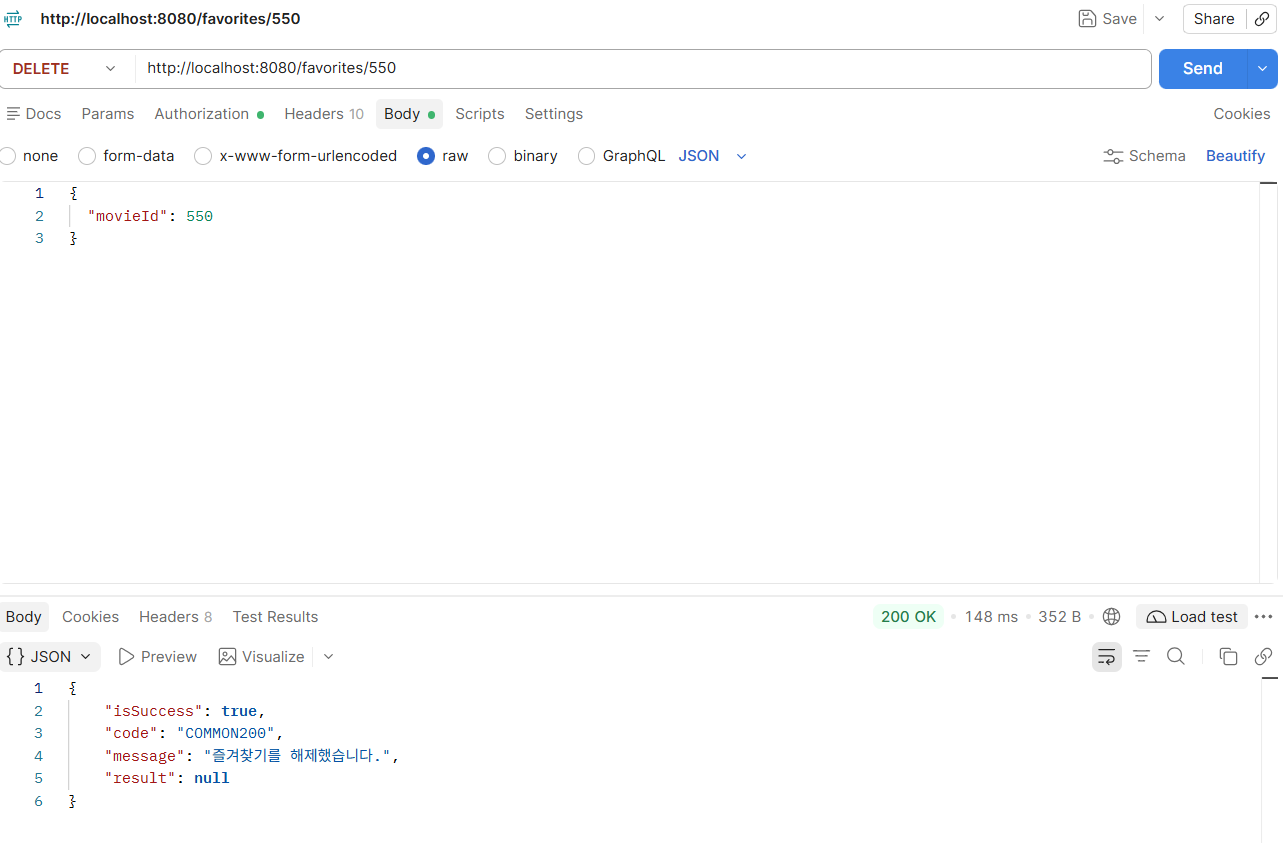 HTTP http://localhost:8080/favorites/550 Save Share
DELETE http://localhost:8080/favorites/550 Send
Docs Params Authorization Headers 10 Body Scripts Settings Cookies
none form-data x-www-form-urlencoded raw binary GraphQL JSON Schema Beautify
1 {
2 "movieId": 550
3 }
Body Cookies Headers 8 Test Results 200 OK • 148 ms • 352 B • Load test
{} JSON Preview Visualize
1 {
2 "isSuccess": true,
3 "code": "COMMON200",
4 "message": "즐겨찾기를 해제했습니다.",
5 "result": null
6 }